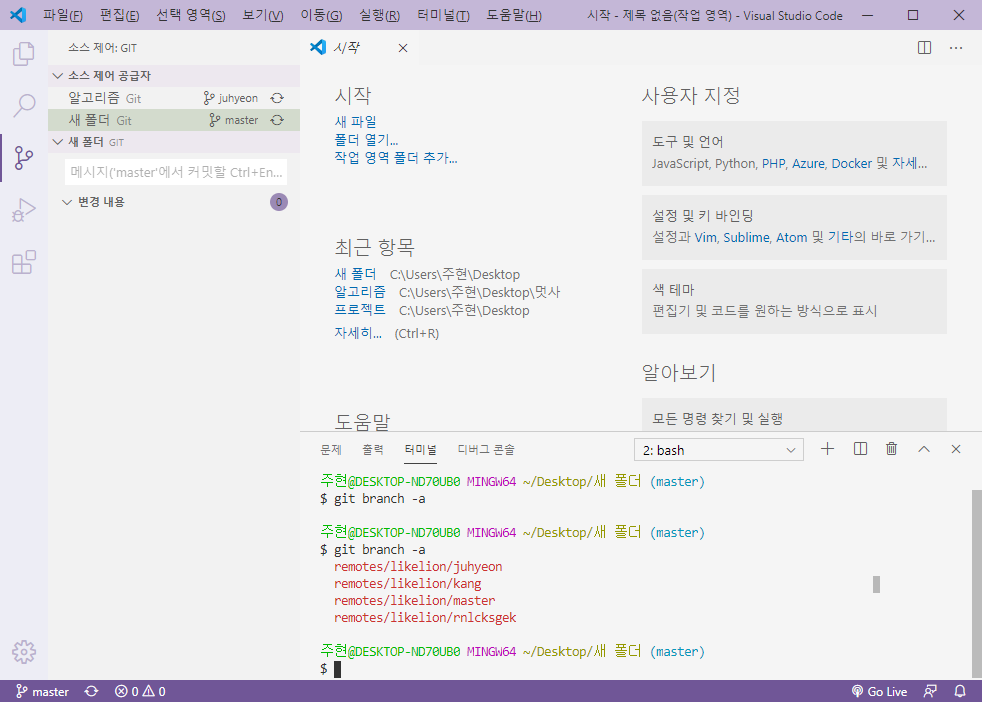 파일(F) 편집(E) 선택 영역(S) 보기(V) 이동(G) 실행(R) 터미널(T) 도움말(H) 시작 - 제목 없음(작업 영역) - Visual Studio Code
소스 제어: GIT
소스 제어 공급자
알고리즘 Git juhyeon
새 폴더 Git master
새 폴더 GIT
메시지('master'에서 커밋할 Ctrl+En...
변경 내용 0
시작
시작
새 파일
폴더 열기...
작업 영역 폴더 추가...
최근 항목
새 폴더 C:\Users\주현\Desktop
알고리즘 C:\Users\주현\Desktop\멋사
프로젝트 C:\Users\주현\Desktop
자세히... (Ctrl+R)
도움말
사용자 지정
도구 및 언어
JavaScript, Python, PHP, Azure, Docker 및 자세...
설정 및 키 바인딩
설정과 Vim, Sublime, Atom 및 기타의 바로 가기...
색 테마
편집기 및 코드를 원하는 방식으로 표시
알아보기
모든 명령 찾기 및 실행
문제 출력 터미널 디버그 콘솔 2: bash
주현@DESKTOP-ND70UB0 MINGW64 ~/Desktop/새 폴더 (master)
$ git branch -a
주현@DESKTOP-ND70UB0 MINGW64 ~/Desktop/새 폴더 (master)
$ git branch -a
remotes/likelion/juhyeon
remotes/likelion/kang
remotes/likelion/master
remotes/likelion/rnlcksgek
주현@DESKTOP-ND70UB0 MINGW64 ~/Desktop/새 폴더 (master)
$
master 0 0 Go Live